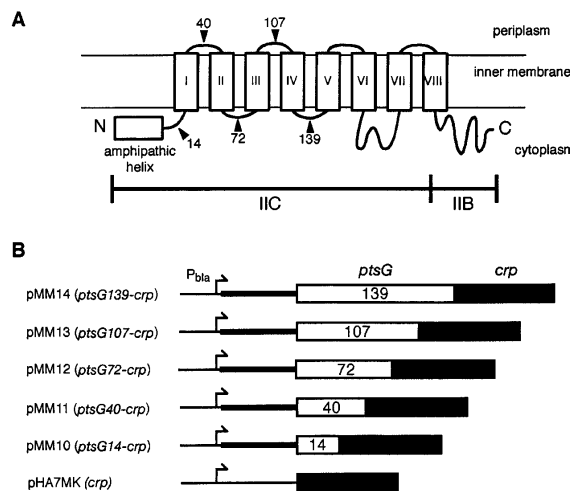 A
40
107
periplasm
I II III IV V VI VII VIII
inner membrane
N
14
72
139
C
amphipathic
helix
cytoplasm
IIC
IIB
B
Pbla
ptsG
crp
pMM14 (ptsG139-crp)
139
pMM13 (ptsG107-crp)
107
pMM12 (ptsG72-crp)
72
pMM11 (ptsG40-crp)
40
pMM10 (ptsG14-crp)
14
pHA7MK (crp)